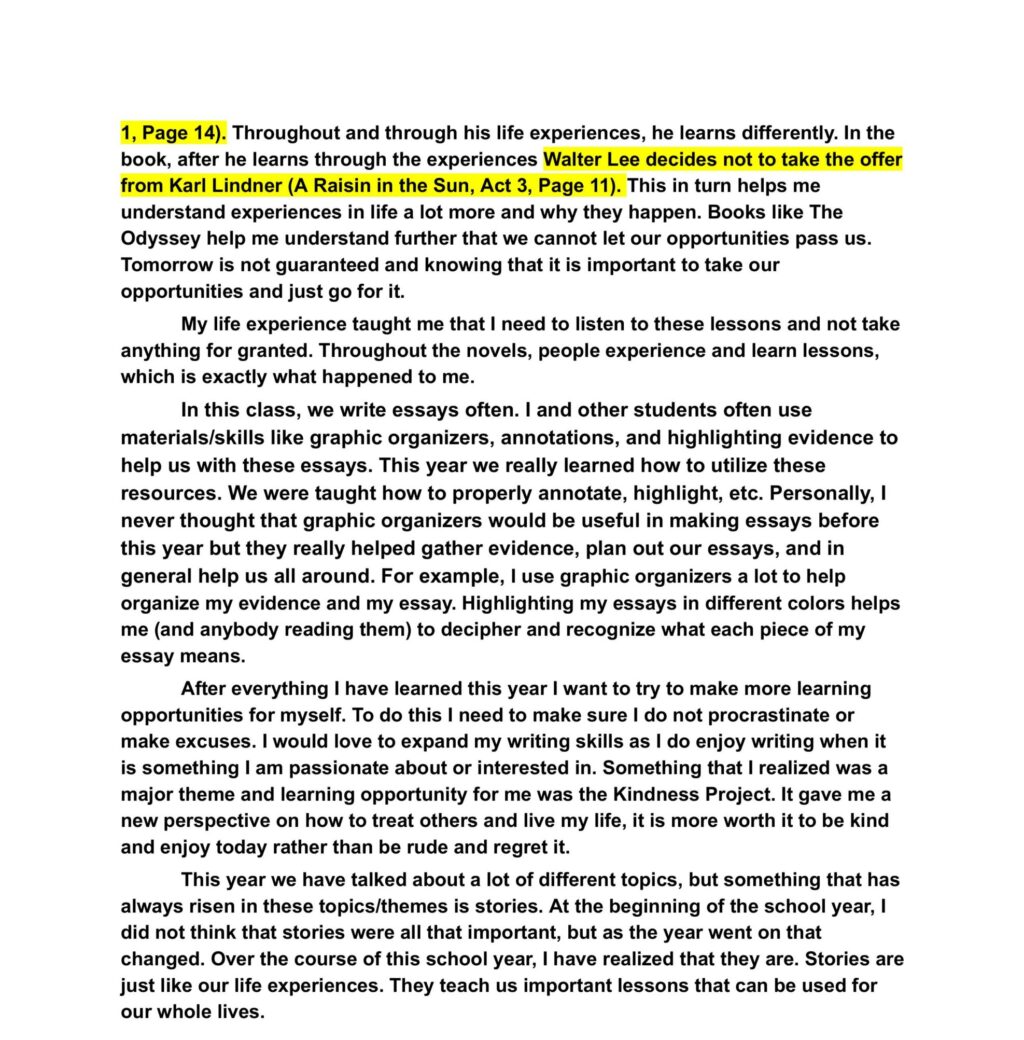 1, Page 14). Throughout and through his life experiences, he learns differently. In the
book, after he learns through the experiences Walter Lee decides not to take the offer
from Karl Lindner (A Raisin in the Sun, Act 3, Page 11). This in turn helps me
understand experiences in life a lot more and why they happen. Books like The
Odyssey help me understand further that we cannot let our opportunities pass us.
Tomorrow is not guaranteed and knowing that it is important to take our
opportunities and just go for it.
My life experience taught me that I need to listen to these lessons and not take
anything for granted. Throughout the novels, people experience and learn lessons,
which is exactly what happened to me.
In this class, we write essays often. I and other students often use
materials/skills like graphic organizers, annotations, and highlighting evidence to
help us with these essays. This year we really learned how to utilize these
resources. We were taught how to properly annotate, highlight, etc. Personally, I
never thought that graphic organizers would be useful in making essays before
this year but they really helped gather evidence, plan out our essays, and in
general help us all around. For example, I use graphic organizers a lot to help
organize my evidence and my essay. Highlighting my essays in different colors helps
me (and anybody reading them) to decipher and recognize what each piece of my
essay means.
After everything I have learned this year I want to try to make more learning
opportunities for myself. To do this I need to make sure I do not procrastinate or
make excuses. I would love to expand my writing skills as I do enjoy writing when it
is something I am passionate about or interested in. Something that I realized was a
major theme and learning opportunity for me was the Kindness Project. It gave me a
new perspective on how to treat others and live my life, it is more worth it to be kind
and enjoy today rather than be rude and regret it.
This year we have talked about a lot of different topics, but something that has
always risen in these topics/themes is stories. At the beginning of the school year, I
did not think that stories were all that important, but as the year went on that
changed. Over the course of this school year, I have realized that they are. Stories are
just like our life experiences. They teach us important lessons that can be used for
our whole lives.